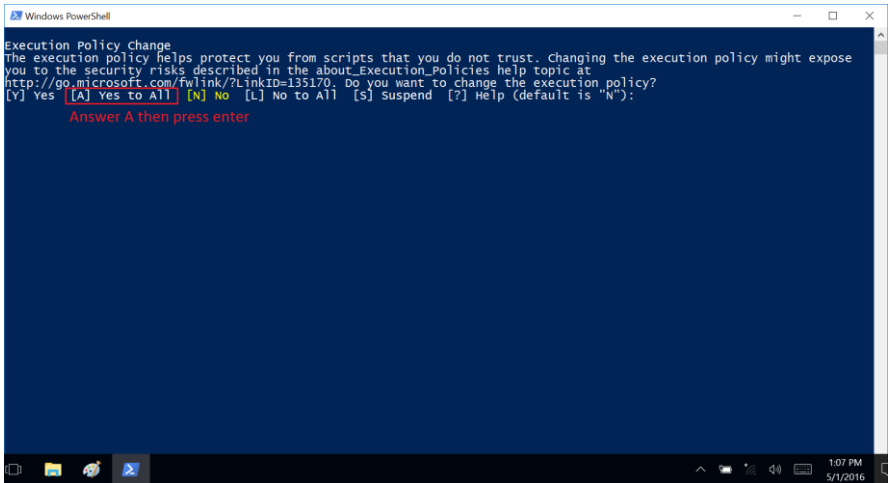 Windows PowerShell
Execution Policy Change
The execution policy helps protect you from scripts that you do not trust. Changing the execution policy might expose
you to the security risks described in the about_Execution_Policies help topic at
http://go.microsoft.com/fwlink/?LinkID=135170. Do you want to change the execution policy?
[Y] Yes [A] Yes to All [N] No [L] No to All [S] Suspend [?] Help (default is "N"):
Answer A then press enter
1:07 PM
5/1/2016